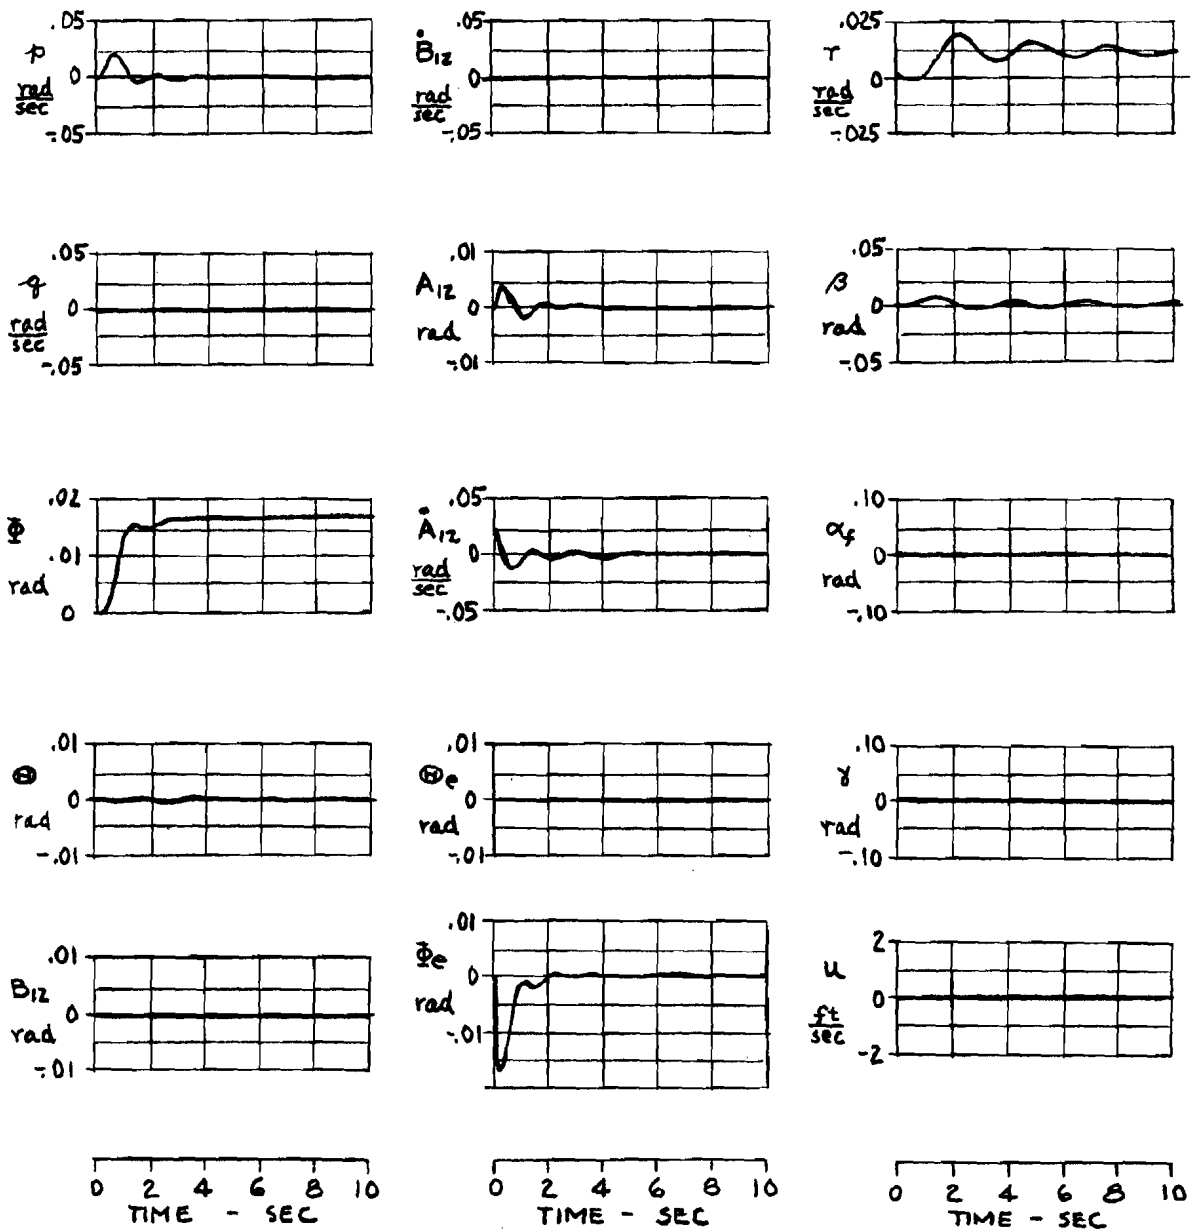 .05 .05 .025
p Ḃ₁₂ r
0 0 0
rad/sec rad/sec rad/sec
-.05 -.05 -.025
.05 .01 .05
q A₁₂ β
0 0 0
rad/sec rad rad
-.05 -.01 -.05
.02 .05 .10
Φ Ȧ₁₂ α_f
.01 0 0
rad rad/sec rad
0 -.05 -.10
.01 .01 .10
Θ Θ_e γ
0 0 0
rad rad rad
-.01 -.01 -.10
.01 .01 2
B₁₂ Φ_e u
0 0 0
rad rad ft/sec
-.01 -.01 -2
0 2 4 6 8 10 0 2 4 6 8 10 0 2 4 6 8 10
TIME - SEC TIME - SEC TIME - SEC